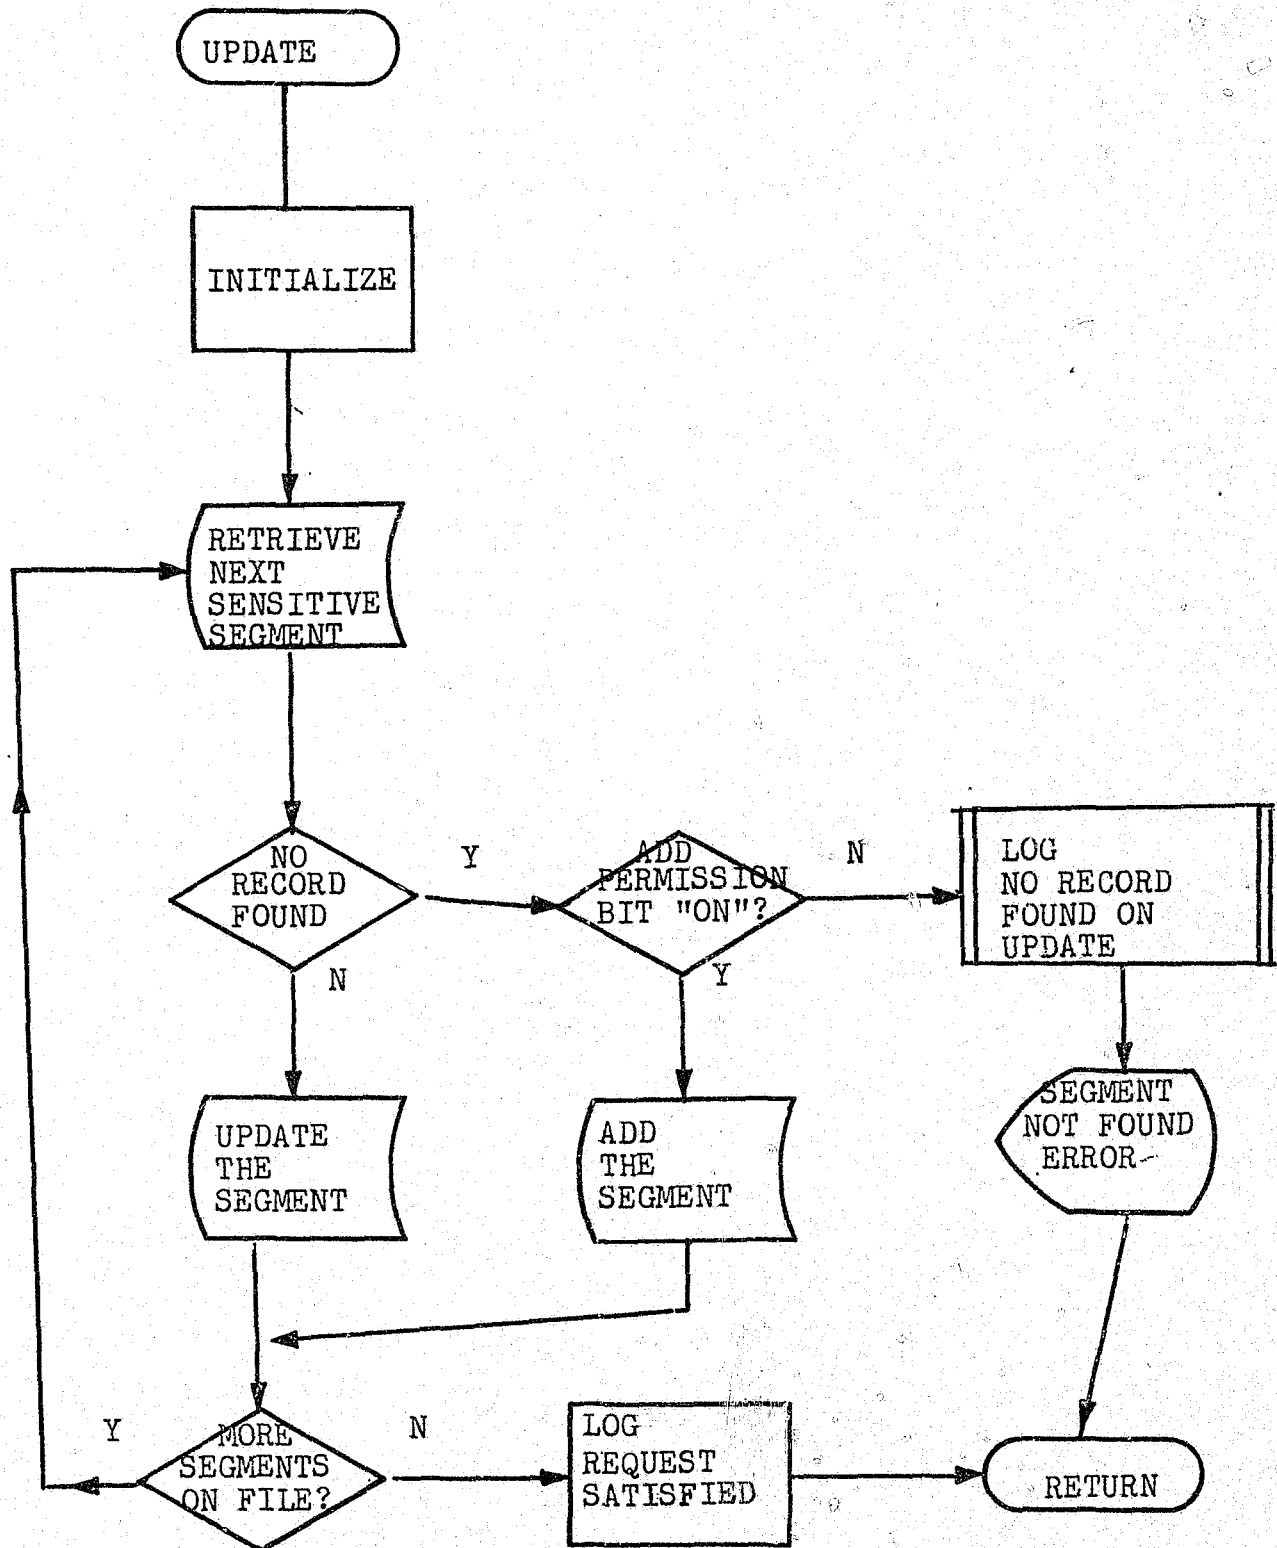 UPDATE
INITIALIZE
RETRIEVE
NEXT
SENSITIVE
SEGMENT
NO
RECORD
FOUND
Y
N
ADD
PERMISSION
BIT "ON"?
N
Y
LOG
NO RECORD
FOUND ON
UPDATE
UPDATE
THE
SEGMENT
ADD
THE
SEGMENT
SEGMENT
NOT FOUND
ERROR
MORE
SEGMENTS
ON FILE?
Y
N
LOG
REQUEST
SATISFIED
RETURN